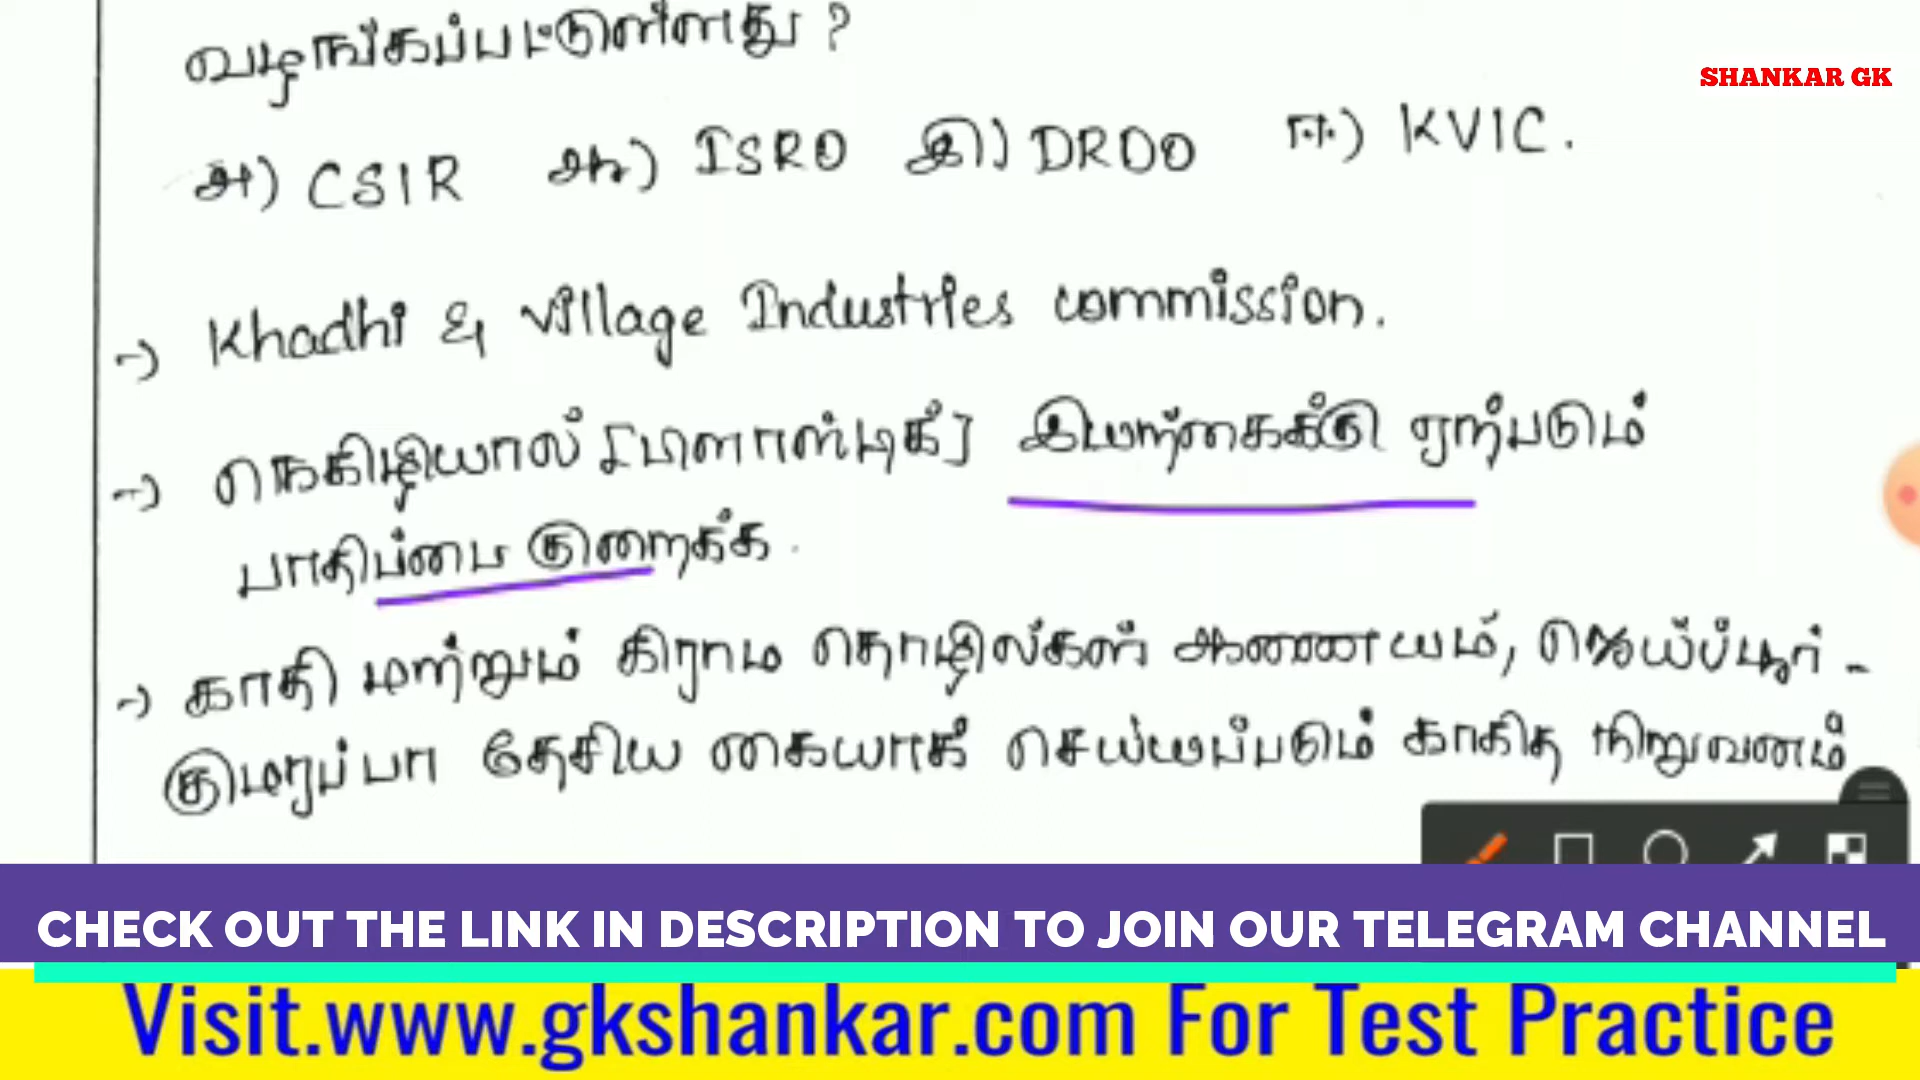 வழங்கப்பட்டுள்ளது ?
SHANKAR GK
அ) CSIR ஆ) ISRO இ) DRDO ஈ) KVIC.
→ Khadhi & Village Industries commission.
→ நெகிழியால் [பிளாஸ்டிக்] இயற்கைக்கு ஏற்படும்
பாதிப்பை குறைக்க.
→ காதி மற்றும் கிராம தொழில்கள் ஆணையம், ஜெய்ப்பூர் -
குமரப்பா தேசிய கையாக் செய்யப்படும் காகித நிறுவனம்
CHECK OUT THE LINK IN DESCRIPTION TO JOIN OUR TELEGRAM CHANNEL
Visit.www.gkshankar.com For Test Practice